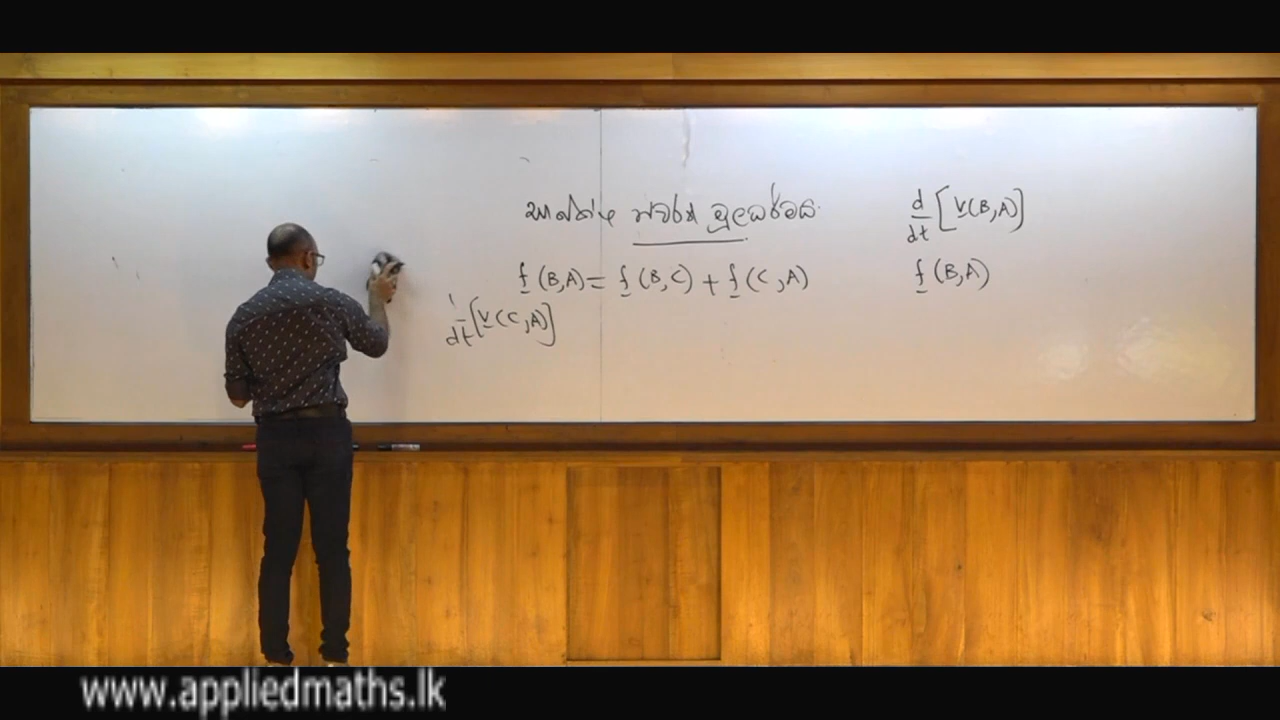 සාපේක්ෂ ත්වරණ මූලධර්මය
d/dt [v(B,A)]
f(B,A) = f(B,C) + f(C,A)
f(B,A)
dt [v(C,A)]
www.appliedmaths.lk